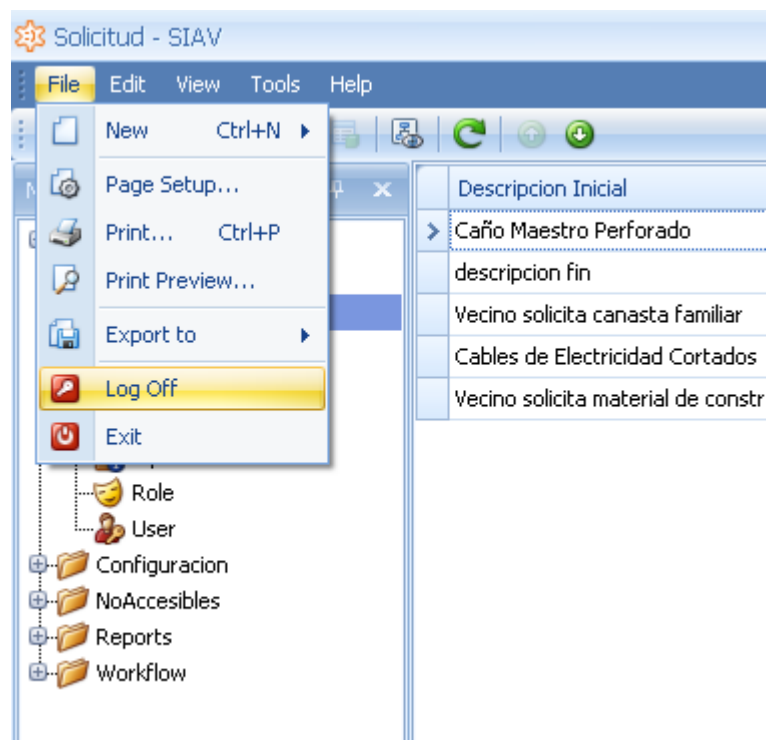 Solicitud - SIAV
File Edit View Tools Help
New Ctrl+N
Page Setup...
Print... Ctrl+P
Print Preview...
Export to
Log Off
Exit
Role
User
Configuracion
NoAccesibles
Reports
Workflow
Descripcion Inicial
Caño Maestro Perforado
descripcion fin
Vecino solicita canasta familiar
Cables de Electricidad Cortados
Vecino solicita material de constr